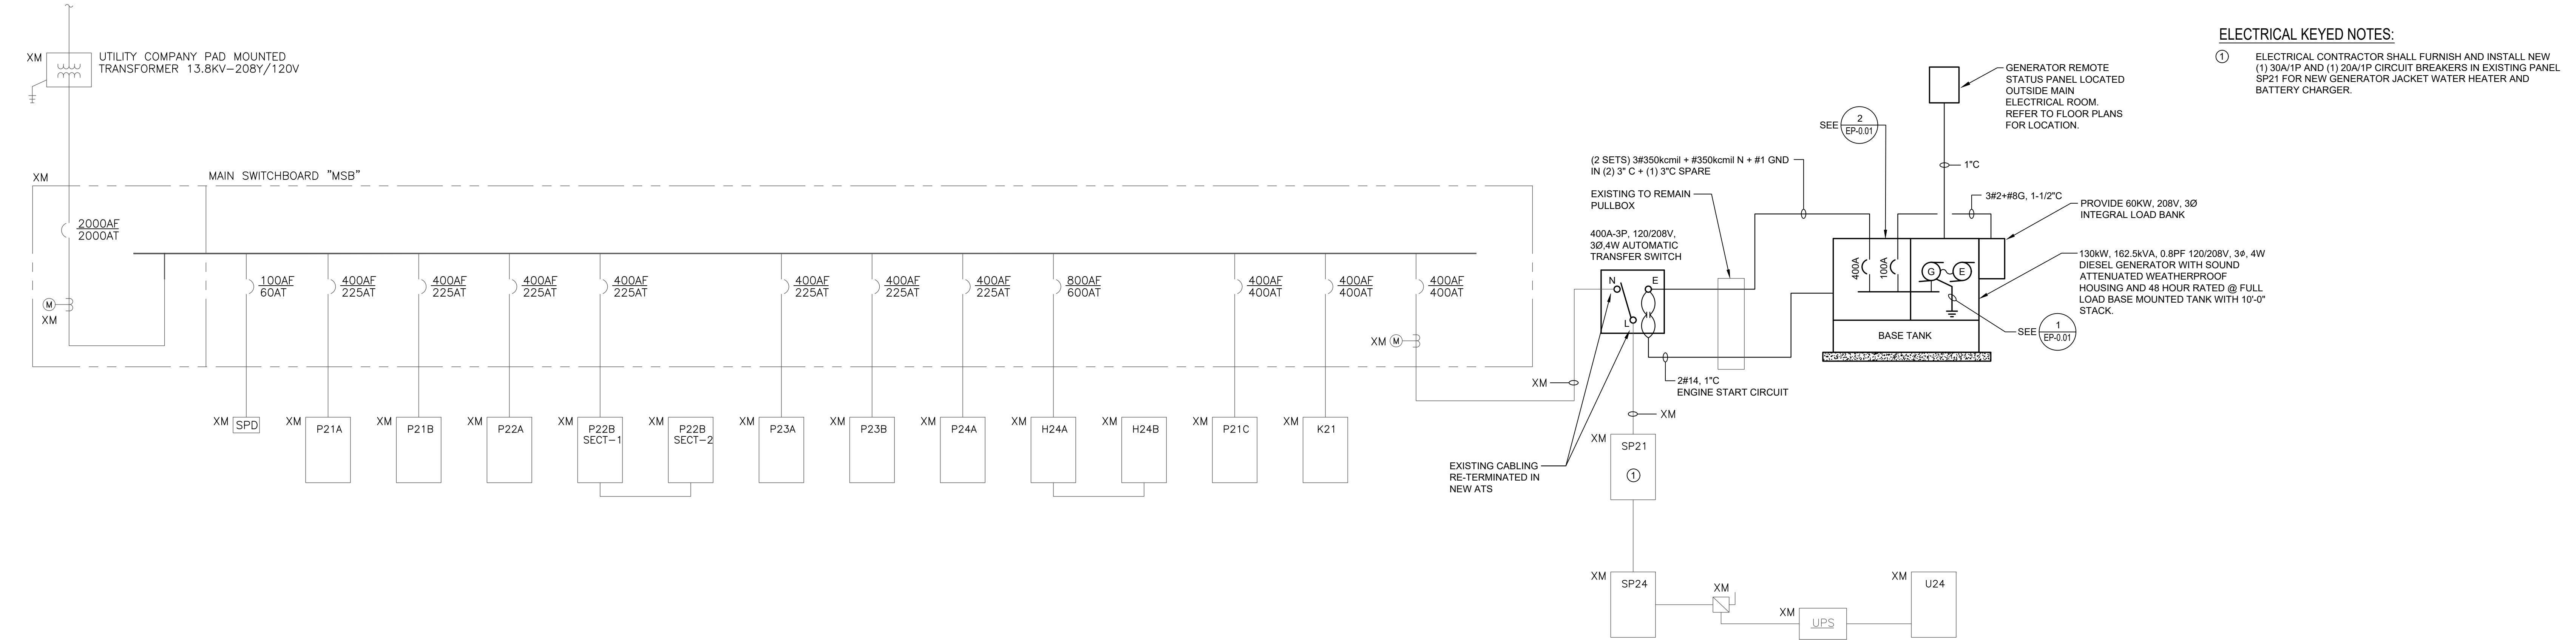 XM
UTILITY COMPANY PAD MOUNTED
TRANSFORMER 13.8KV-208Y/120V
XM
MAIN SWITCHBOARD "MSB"
2000AF
2000AT
M
XM
100AF
60AT
400AF
225AT
400AF
225AT
400AF
225AT
400AF
225AT
400AF
225AT
400AF
225AT
400AF
225AT
800AF
600AT
400AF
400AT
400AF
400AT
400AF
400AT
XM M
XM SPD
XM P21A
XM P21B
XM P22A
XM P22B
SECT-1
XM P22B
SECT-2
XM P23A
XM P23B
XM P24A
XM H24A
XM H24B
XM P21C
XM K21
(2 SETS) 3#350kcmil + #350kcmil N + #1 GND
IN (2) 3" C + (1) 3"C SPARE
EXISTING TO REMAIN
PULLBOX
400A-3P, 120/208V,
3Ø,4W AUTOMATIC
TRANSFER SWITCH
N
E
L
XM
2#14, 1"C
ENGINE START CIRCUIT
XM
EXISTING CABLING
RE-TERMINATED IN
NEW ATS
XM
SP21
1
XM
SP24
XM
XM
UPS
XM
U24
SEE
2
EP-0.01
GENERATOR REMOTE
STATUS PANEL LOCATED
OUTSIDE MAIN
ELECTRICAL ROOM.
REFER TO FLOOR PLANS
FOR LOCATION.
1"C
3#2+#8G, 1-1/2"C
PROVIDE 60KW, 208V, 3Ø
INTEGRAL LOAD BANK
400A
100A
G
E
BASE TANK
130kW, 162.5kVA, 0.8PF 120/208V, 3ø, 4W
DIESEL GENERATOR WITH SOUND
ATTENUATED WEATHERPROOF
HOUSING AND 48 HOUR RATED @ FULL
LOAD BASE MOUNTED TANK WITH 10'-0"
STACK.
SEE
1
EP-0.01
ELECTRICAL KEYED NOTES:
1 ELECTRICAL CONTRACTOR SHALL FURNISH AND INSTALL NEW
(1) 30A/1P AND (1) 20A/1P CIRCUIT BREAKERS IN EXISTING PANEL
SP21 FOR NEW GENERATOR JACKET WATER HEATER AND
BATTERY CHARGER.